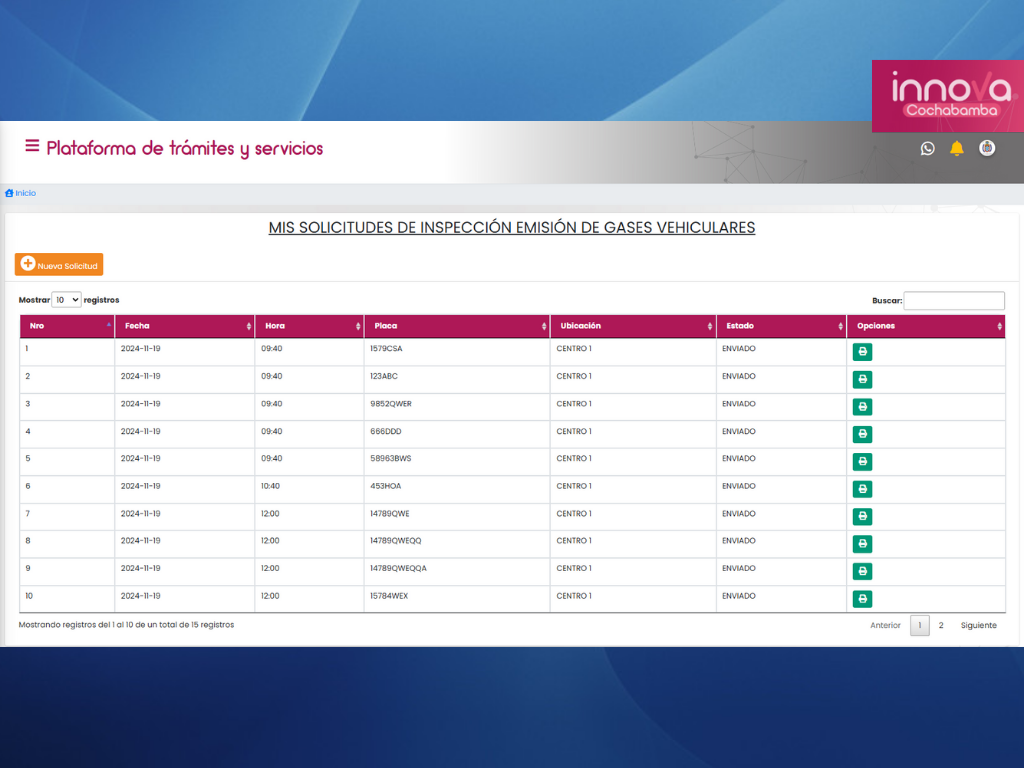 innova
Cochabamba
Plataforma de trámites y servicios
Inicio
MIS SOLICITUDES DE INSPECCIÓN EMISIÓN DE GASES VEHICULARES
Nueva Solicitud
Mostrar 10 registros
Buscar:
Nro Fecha Hora Placa Ubicación Estado Opciones
1 2024-11-19 09:40 1579CSA CENTRO 1 ENVIADO
2 2024-11-19 09:40 123ABC CENTRO 1 ENVIADO
3 2024-11-19 09:40 9852QWER CENTRO 1 ENVIADO
4 2024-11-19 09:40 666DDD CENTRO 1 ENVIADO
5 2024-11-19 09:40 58963BWS CENTRO 1 ENVIADO
6 2024-11-19 10:40 453HOA CENTRO 1 ENVIADO
7 2024-11-19 12:00 14789QWE CENTRO 1 ENVIADO
8 2024-11-19 12:00 14789QWEQQ CENTRO 1 ENVIADO
9 2024-11-19 12:00 14789QWEQQA CENTRO 1 ENVIADO
10 2024-11-19 12:00 15784WEX CENTRO 1 ENVIADO
Mostrando registros del 1 al 10 de un total de 15 registros
Anterior 1 2 Siguiente